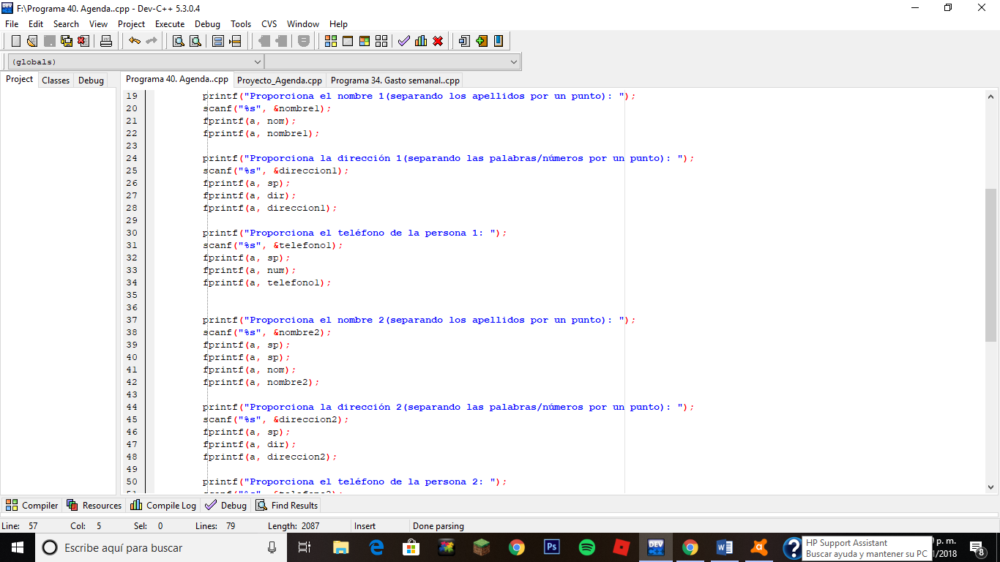 F:\Programa 40. Agenda..cpp - Dev-C++ 5.3.0.4
File Edit Search View Project Execute Debug Tools CVS Window Help
(globals)
Project Classes Debug
Programa 40. Agenda..cpp Proyecto_Agenda.cpp Programa 34. Gasto semanal..cpp
19 printf("Proporciona el nombre 1(separando los apellidos por un punto): ");
20 scanf("%s", &nombre1);
21 fprintf(a, nom);
22 fprintf(a, nombre1);
23
24 printf("Proporciona la dirección 1(separando las palabras/números por un punto): ");
25 scanf("%s", &direccion1);
26 fprintf(a, sp);
27 fprintf(a, dir);
28 fprintf(a, direccion1);
29
30 printf("Proporciona el teléfono de la persona 1: ");
31 scanf("%s", &telefono1);
32 fprintf(a, sp);
33 fprintf(a, num);
34 fprintf(a, telefono1);
35
36
37 printf("Proporciona el nombre 2(separando los apellidos por un punto): ");
38 scanf("%s", &nombre2);
39 fprintf(a, sp);
40 fprintf(a, sp);
41 fprintf(a, nom);
42 fprintf(a, nombre2);
43
44 printf("Proporciona la dirección 2(separando las palabras/números por un punto): ");
45 scanf("%s", &direccion2);
46 fprintf(a, sp);
47 fprintf(a, dir);
48 fprintf(a, direccion2);
49
50 printf("Proporciona el teléfono de la persona 2: ");
Compiler Resources Compile Log Debug Find Results
Line: 57 Col: 5 Sel: 0 Lines: 79 Length: 2087 Insert Done parsing
Escribe aquí para buscar
Ps
DEV
HP Support Assistant
Buscar ayuda y mantener su PC
p. m.
/2018
8